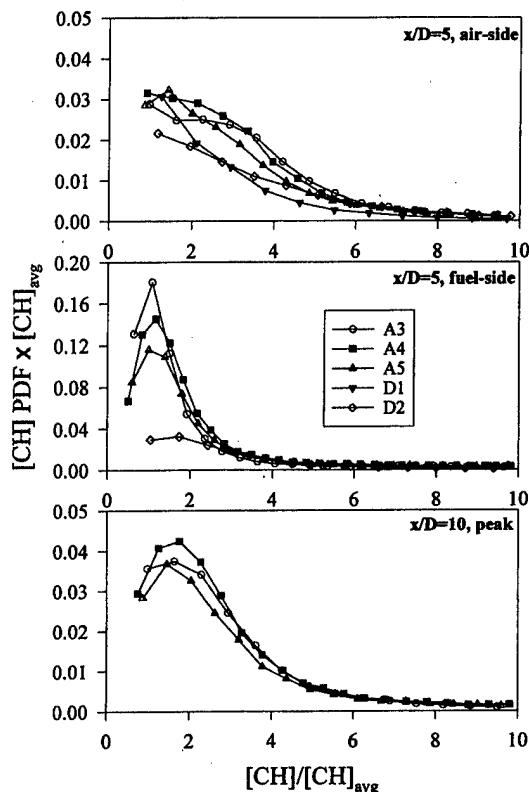 x/D=5, air-side
0.05
0.04
0.03
0.02
0.01
0.00
0 2 4 6 8 10
x/D=5, fuel-side
0.20
0.16
0.12
0.08
0.04
0.00
A3
A4
A5
D1
D2
0 2 4 6 8 10
x/D=10, peak
0.05
0.04
0.03
0.02
0.01
0.00
0 2 4 6 8 10
[CH] PDF x [CH]avg
[CH]/[CH]avg